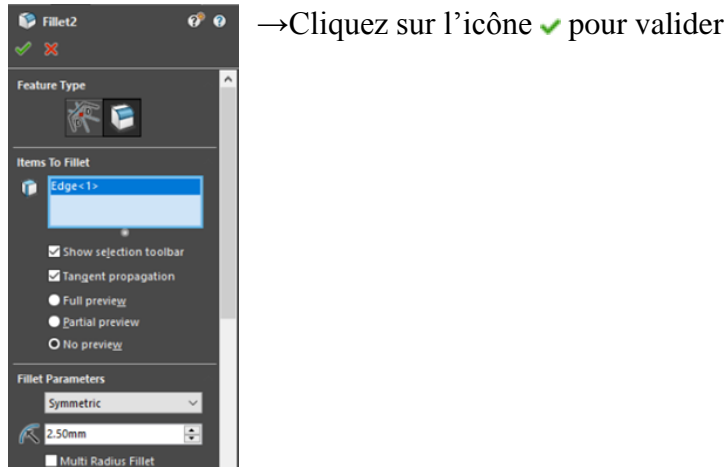 Fillet2
→Cliquez sur l’icône pour valider
Feature Type
Items To Fillet
Edge<1>
Show selection toolbar
Tangent propagation
Full preview
Partial preview
No preview
Fillet Parameters
Symmetric
2.50mm
Multi Radius Fillet